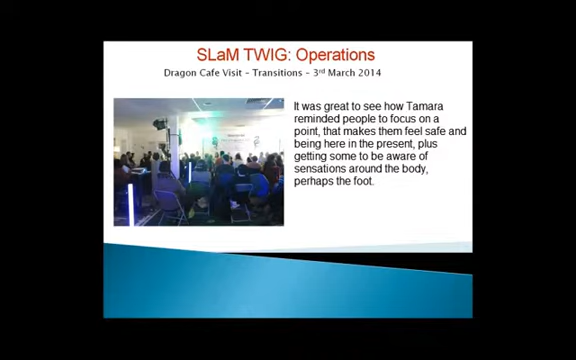 SLaM TWIG: Operations
Dragon Cafe Visit – Transitions – 3rd March 2014
It was great to see how Tamara
reminded people to focus on a
point, that makes them feel safe and
being here in the present, plus
getting some to be aware of
sensations around the body,
perhaps the foot.